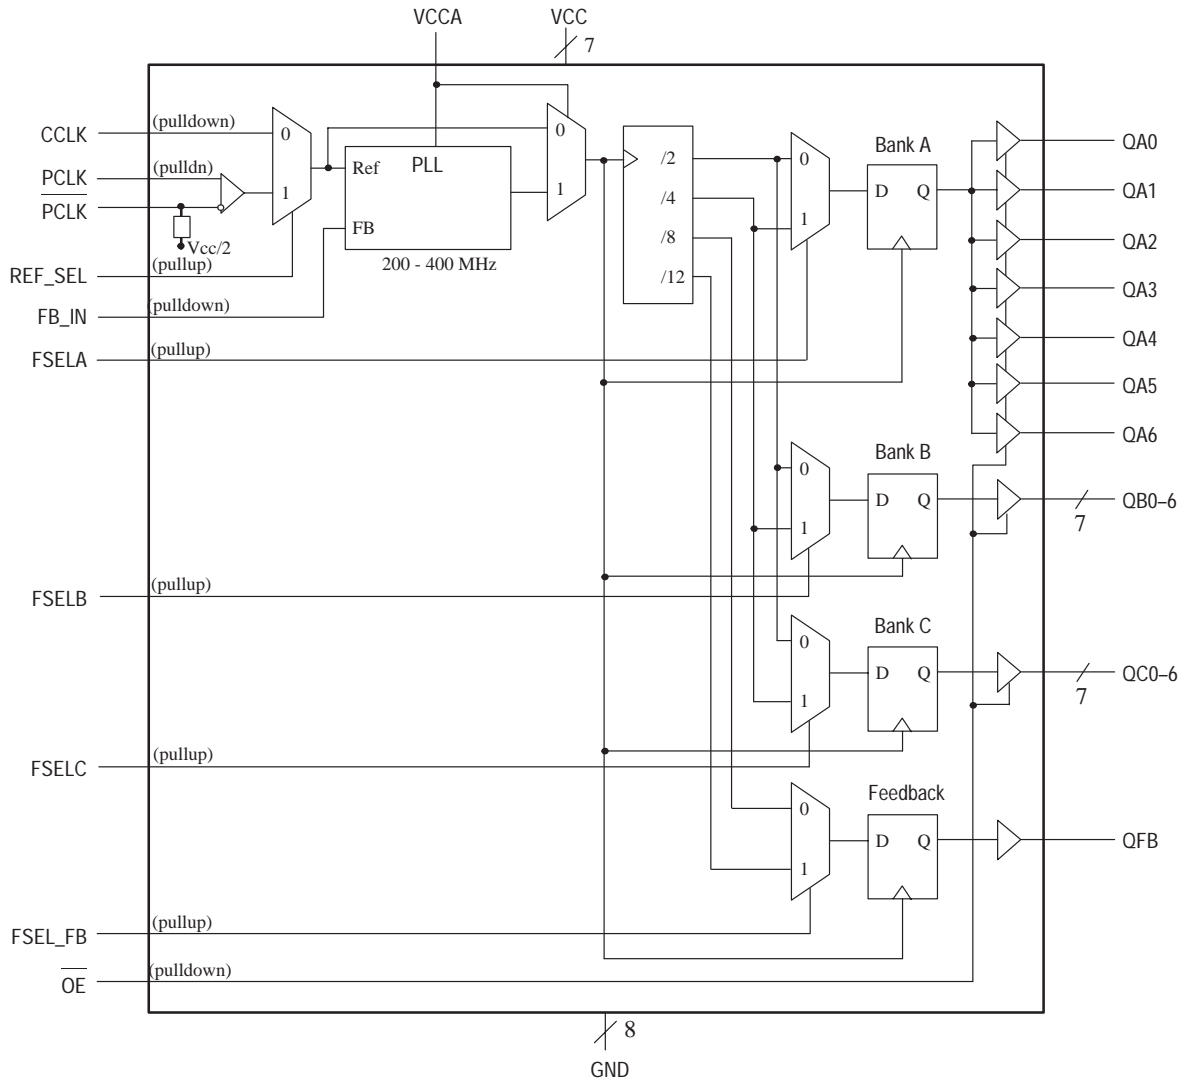 VCCA VCC
7
CCLK (pulldown) 0 0 Bank A QA0
PCLK (pulldn) PLL /2 0
Ref
1 1 /4 D Q QA1
PCLK
FB /8 1 QA2
Vcc/2
REF_SEL (pullup) 200 - 400 MHz /12 QA3
FB_IN (pulldown)
QA4
FSELA (pullup)
QA5
QA6
Bank B
0
D Q QB0–6
7
1
FSELB (pullup)
Bank C
0
D Q QC0–6
7
1
FSELC (pullup)
Feedback
0
D Q QFB
1
FSEL_FB (pullup)
OE (pulldown)
8
GND